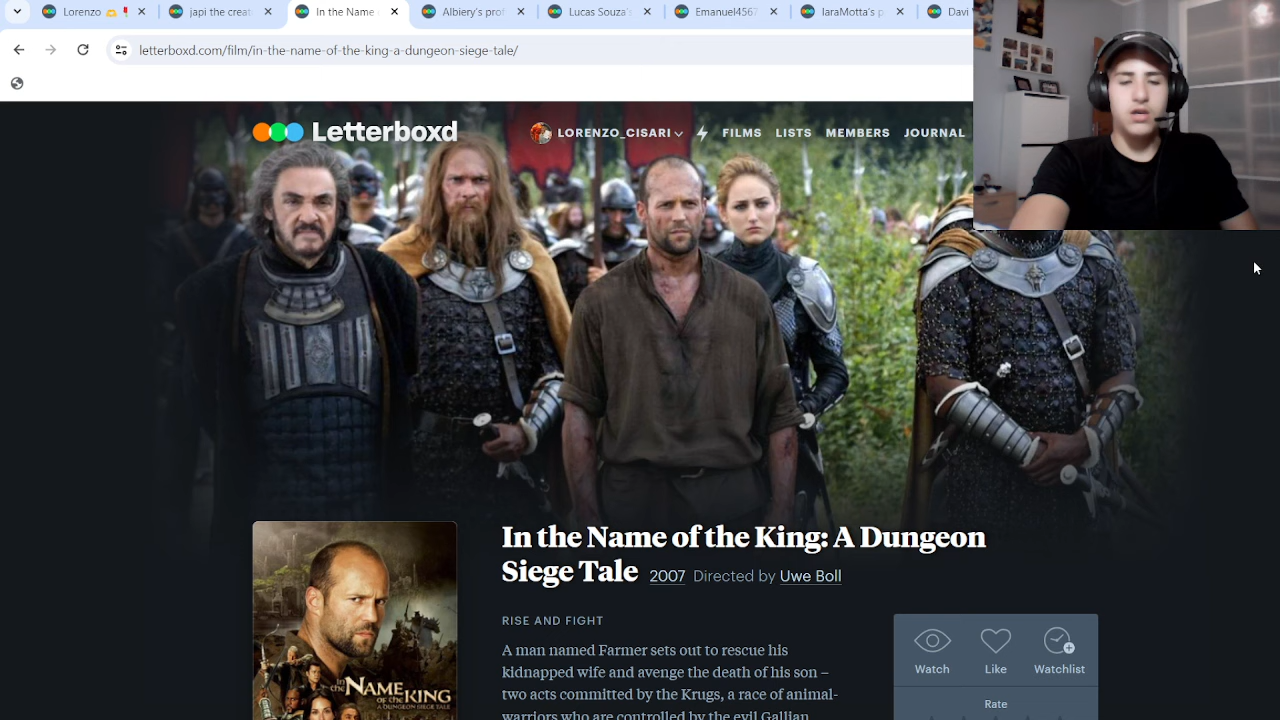 Lorenzo
japi the creat
In the Name
Albiery's prof
Lucas Souza's
Emanuel4587
IaraMotta's p
Davi
letterboxd.com/film/in-the-name-of-the-king-a-dungeon-siege-tale/
Letterboxd
LORENZO_CISARI
FILMS
LISTS
MEMBERS
JOURNAL
In the Name of the King: A Dungeon
Siege Tale 2007 Directed by Uwe Boll
RISE AND FIGHT
A man named Farmer sets out to rescue his
kidnapped wife and avenge the death of his son –
two acts committed by the Krugs, a race of animal-
warriors who are controlled by the evil Gallian
Watch
Like
Watchlist
Rate
in the NAME OF THE KING
A DUNGEON SIEGE TALE